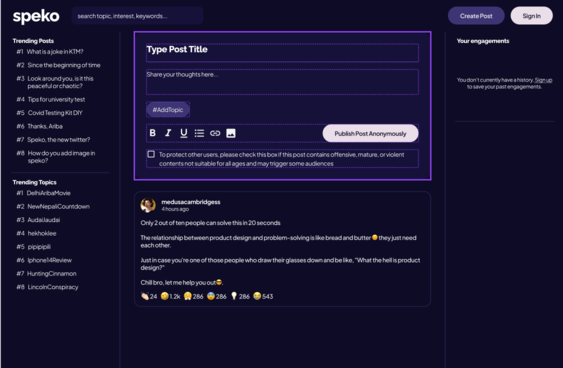 speko
search topic, interest, keywords...
Create Post
Sign In
Trending Posts
#1 What is a joke in KTM?
#2 Since the beginning of time
#3 Look around you, is it this
peaceful or chaotic?
#4 Tips for university test
#5 Covid Testing Kit DIY
#6 Thanks, Ariba
#7 Speko, the new twitter?
#8 How do you add image in
speko?
Trending Topics
#1 DelhiAribaMovie
#2 NewNepaliCountdown
#3 AudaiJaudai
#4 hekhoklee
#5 pipipipili
#6 Iphone14Review
#7 HuntingCinnamon
#8 LincolnConspiracy
Type Post Title
Share your thoughts here...
#AddTopic
B I U
Publish Post Anonymously
To protect other users, please check this box if this post contains offensive, mature, or violent
contents not suitable for all ages and may trigger some audiences
medusacambridgess
4 hours ago
Only 2 out of ten people can solve this in 20 seconds
The relationship between product design and problem-solving is like bread and butter😄they just need
each other.
Just in case you're one of those people who draw their glasses down and be like, "What the hell is product
design?"
Chill bro, let me help you out😎.
👏24 🤣1.2k 🤗286 😨286 💡286 😂543
Your engagements
You don't currently have a history, Sign up
to save your past engagements.